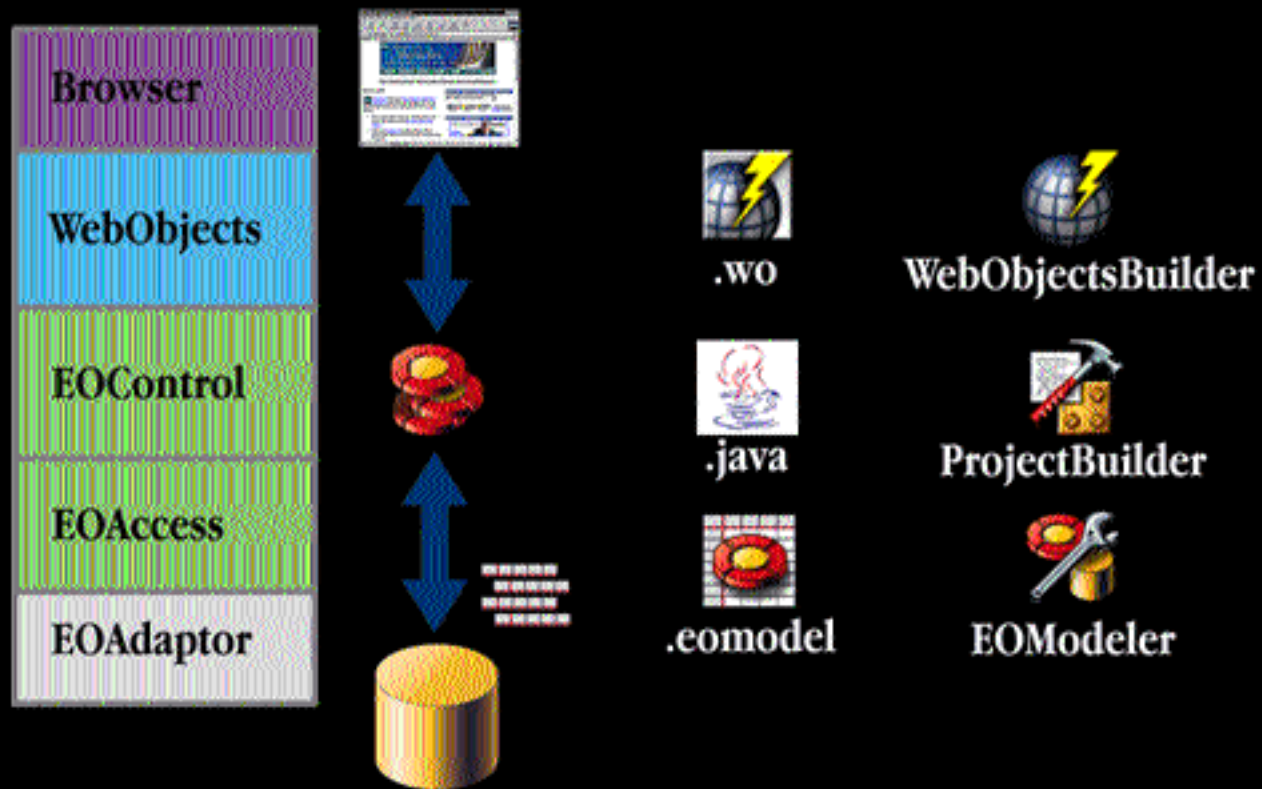 Browser
WebObjects
EOControl
EOAccess
EOAdaptor
.wo
WebObjectsBuilder
.java
ProjectBuilder
.eomodel
EOModeler